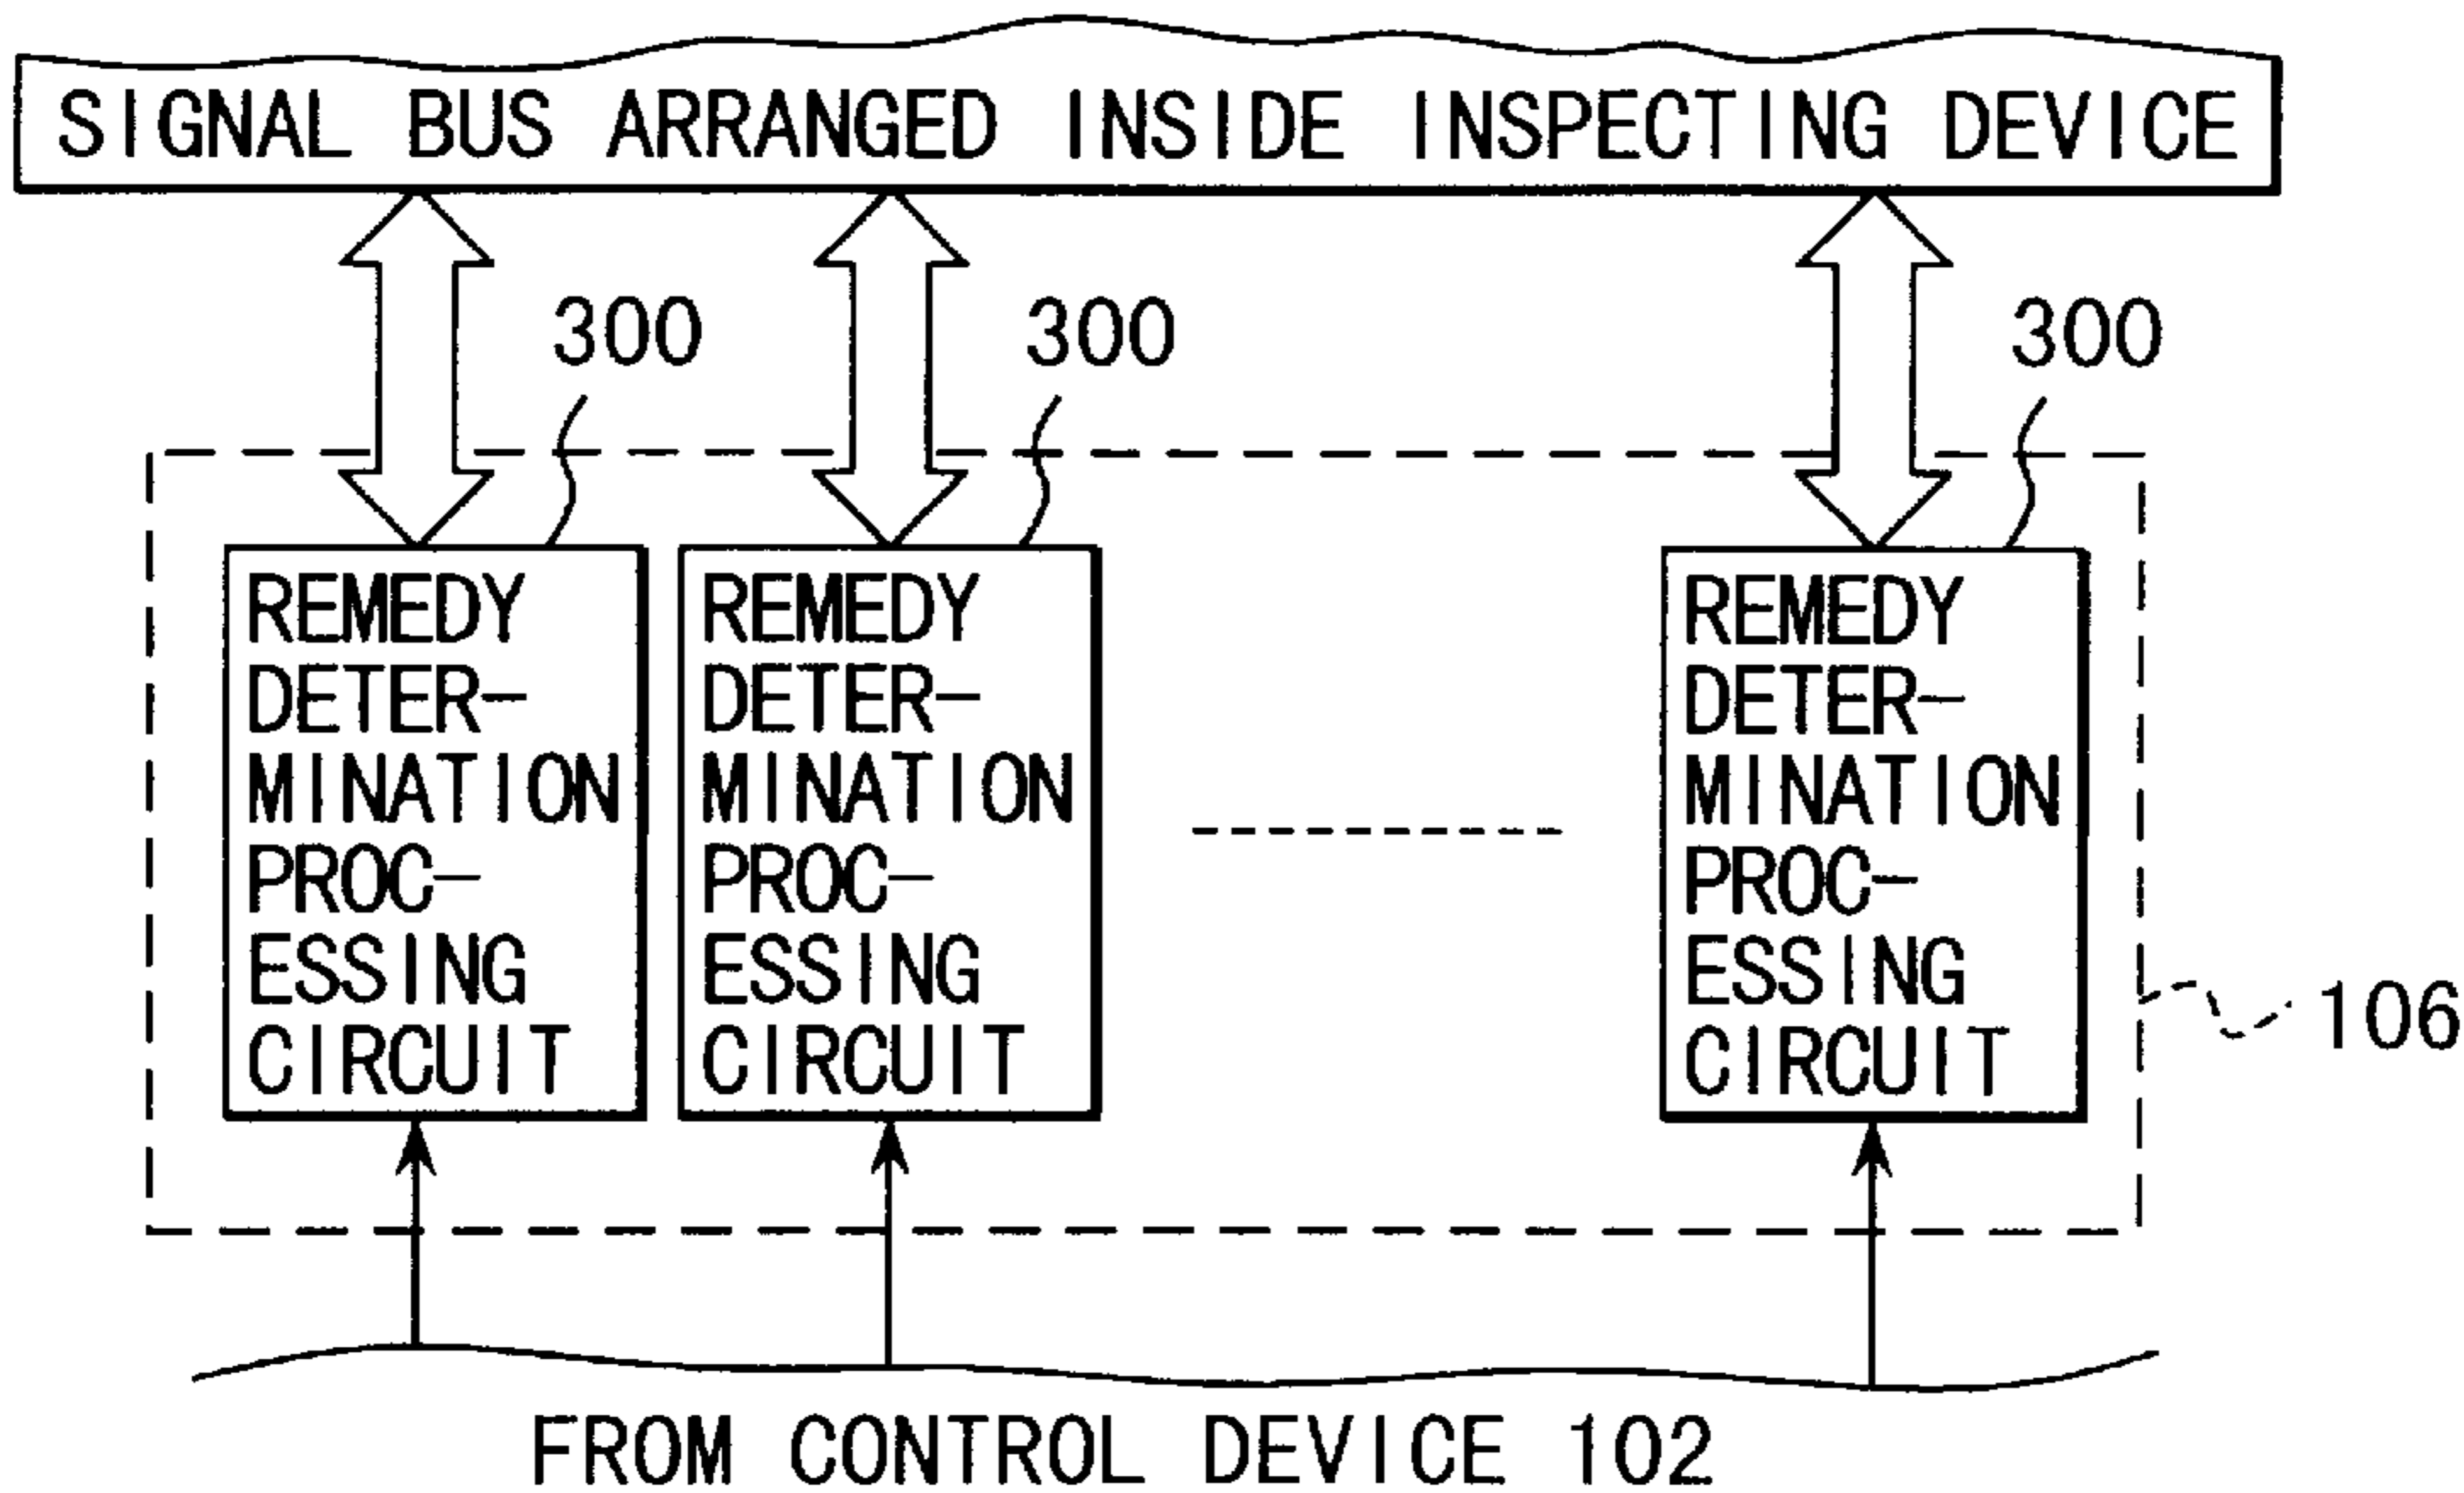 SIGNAL BUS ARRANGED INSIDE INSPECTING DEVICE
300
300
300
REMEDY
DETER-
MINATION
PROC-
ESSING
CIRCUIT
REMEDY
DETER-
MINATION
PROC-
ESSING
CIRCUIT
REMEDY
DETER-
MINATION
PROC-
ESSING
CIRCUIT
106
FROM CONTROL DEVICE 102